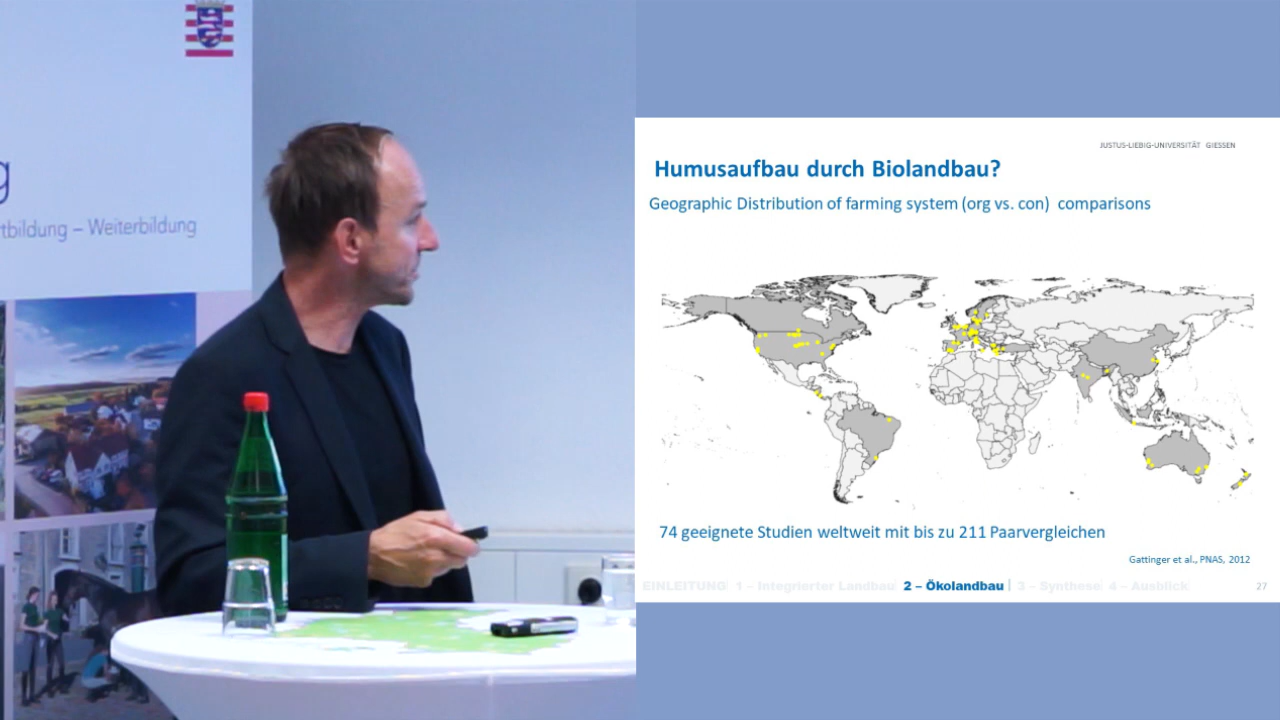 g
tbildung – Weiterbildung
JUSTUS-LIEBIG-UNIVERSITÄT GIESSEN
Humusaufbau durch Biolandbau?
Geographic Distribution of farming system (org vs. con) comparisons
74 geeignete Studien weltweit mit bis zu 211 Paarvergleichen
Gattinger et al., PNAS, 2012
EINLEITUNG 1 – Integrierter Landbau 2 – Ökolandbau 3 – Synthese 4 – Ausblick
27